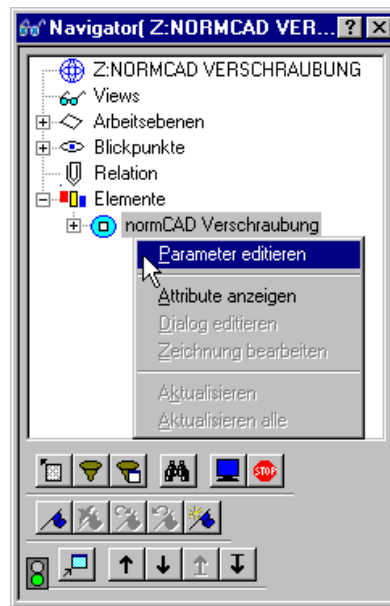 Navigator( Z:NORMCAD VER...
Z:NORMCAD VERSCHRAUBUNG
Views
Arbeitsebenen
Blickpunkte
Relation
Elemente
normCAD Verschraubung
Parameter editieren
Attribute anzeigen
Dialog editieren
Zeichnung bearbeiten
Aktualisieren
Aktualisieren alle
STOP